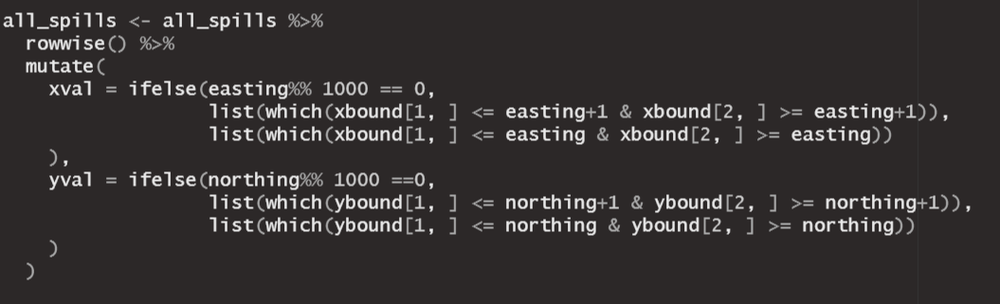 all_spills <- all_spills %>%
  rowwise() %>%
  mutate(
    xval = ifelse(easting%% 1000 == 0,
                  list(which(xbound[1, ] <= easting+1 & xbound[2, ] >= easting+1)),
                  list(which(xbound[1, ] <= easting & xbound[2, ] >= easting))
    ),
    yval = ifelse(northing%% 1000 ==0,
                  list(which(ybound[1, ] <= northing+1 & ybound[2, ] >= northing+1)),
                  list(which(ybound[1, ] <= northing & ybound[2, ] >= northing))
    )
  )